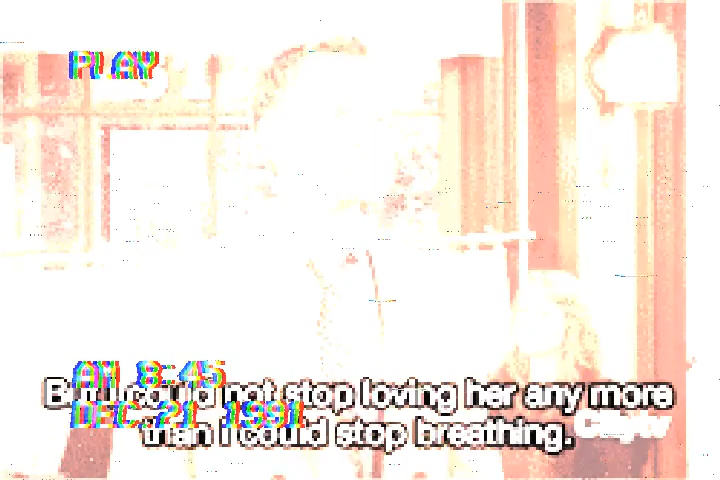 PLAY
AM 8:45
But I could not stop loving her any more
DEC.21 1991
than I could stop breathing.